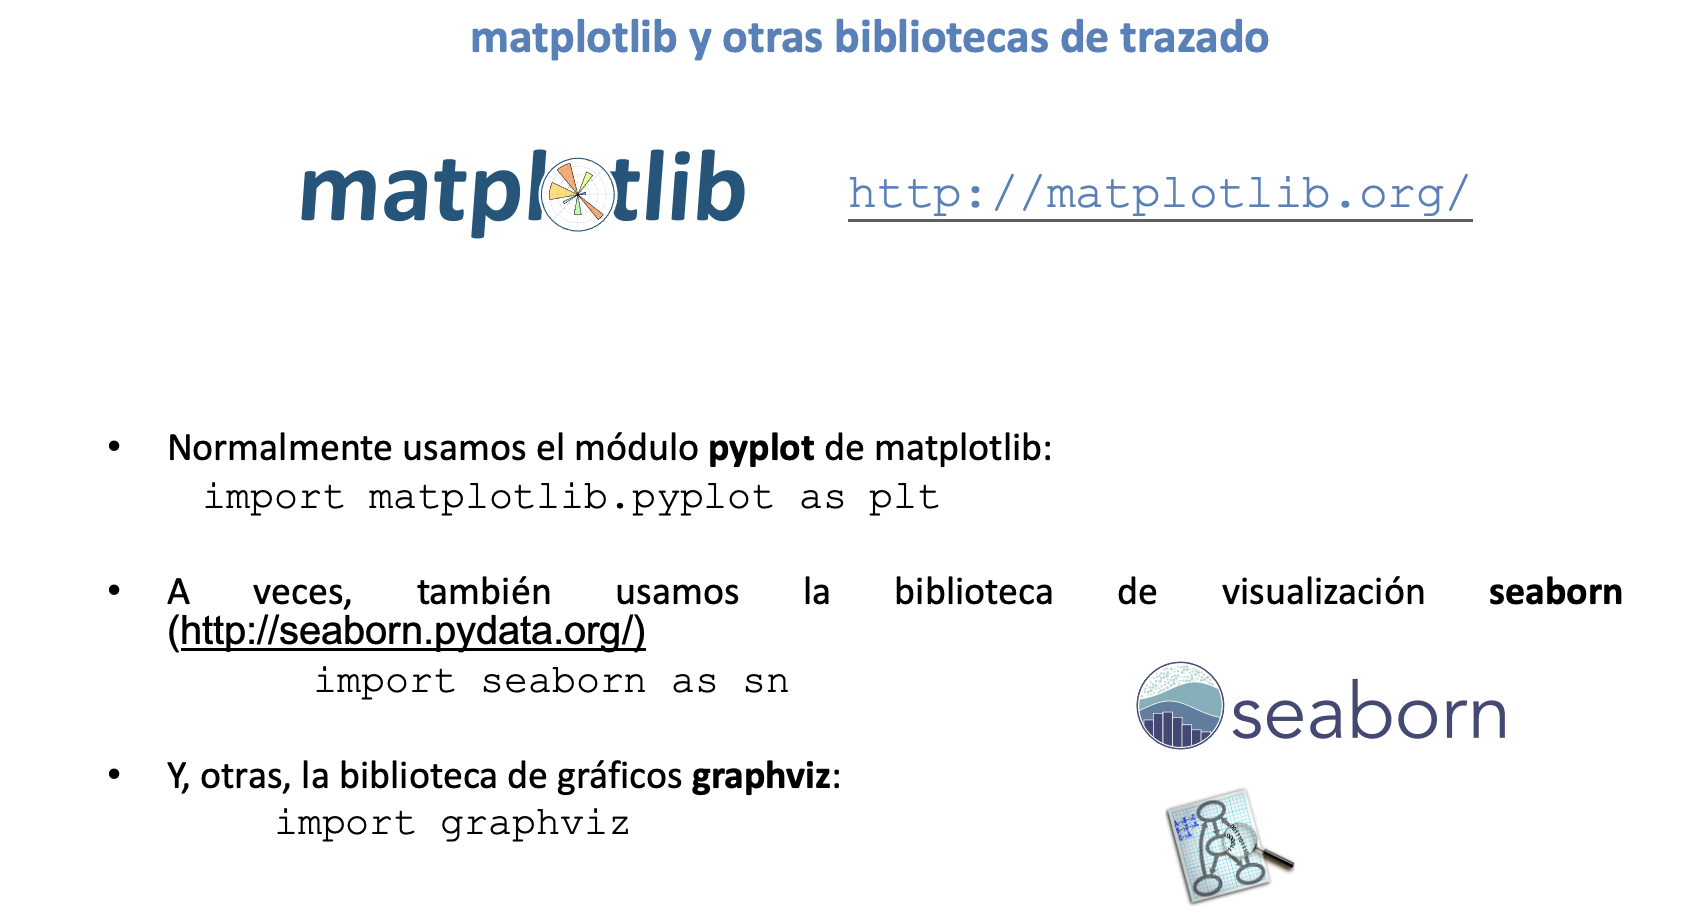 matplotlib y otras bibliotecas de trazado
matplotlib
http://matplotlib.org/
• Normalmente usamos el módulo pyplot de matplotlib:
import matplotlib.pyplot as plt
• A veces, también usamos la biblioteca de visualización seaborn
(http://seaborn.pydata.org/)
import seaborn as sn
seaborn
• Y, otras, la biblioteca de gráficos graphviz:
import graphviz